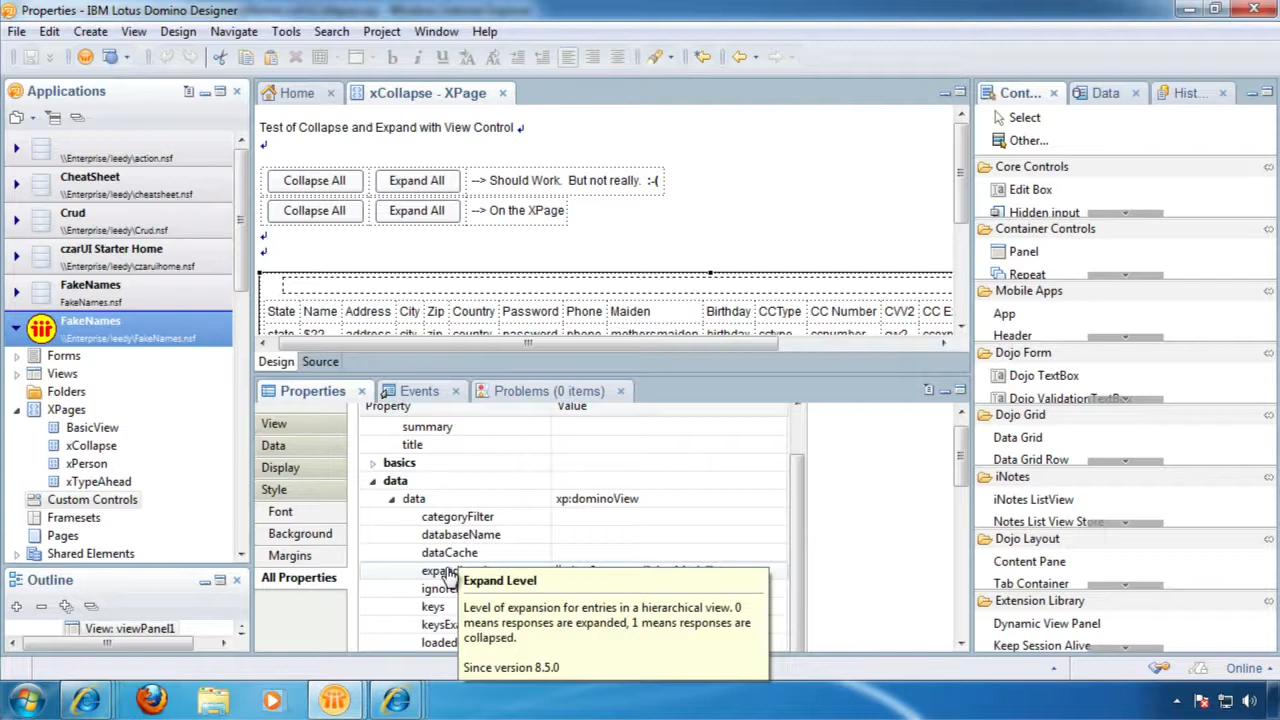 Properties - IBM Lotus Domino Designer
File Edit Create View Design Navigate Tools Search Project Window Help
Applications
\\Enterprise/leedy\action.nsf
CheatSheet
\\Enterprise/leedy\cheatsheet.nsf
Crud
\\Enterprise/leedy\Crud.nsf
czarUI Starter Home
\\Enterprise/leedy\czaruihome.nsf
FakeNames
FakeNames.nsf
FakeNames
\\Enterprise/leedy\FakeNames.nsf
Forms
Views
Folders
XPages
BasicView
xCollapse
xPerson
xTypeAhead
Custom Controls
Framesets
Pages
Shared Elements
Outline
View: viewPanel1
Home
xCollapse - XPage
Test of Collapse and Expand with View Control
Collapse All Expand All --> Should Work. But not really. :-(
Collapse All Expand All --> On the XPage
State Name Address City Zip Country Password Phone Maiden Birthday CCType CC Number CVV2 CC E
Design Source
Properties Events Problems (0 items)
View
Data
Display
Style
Font
Background
Margins
All Properties
Property Value
summary
title
basics
data
data xp:dominoView
categoryFilter
databaseName
dataCache
keys
Expand Level
Level of expansion for entries in a hierarchical view. 0
means responses are expanded, 1 means responses are
collapsed.
Since version 8.5.0
Cont... Data Hist...
Select
Other...
Core Controls
Edit Box
Hidden input
Container Controls
Panel
Repeat
Mobile Apps
App
Header
Dojo Form
Dojo TextBox
Dojo ValidationTextBox
Dojo Grid
Data Grid
Data Grid Row
iNotes
iNotes ListView
Notes List View Store
Dojo Layout
Content Pane
Tab Container
Extension Library
Dynamic View Panel
Keep Session Alive
Online